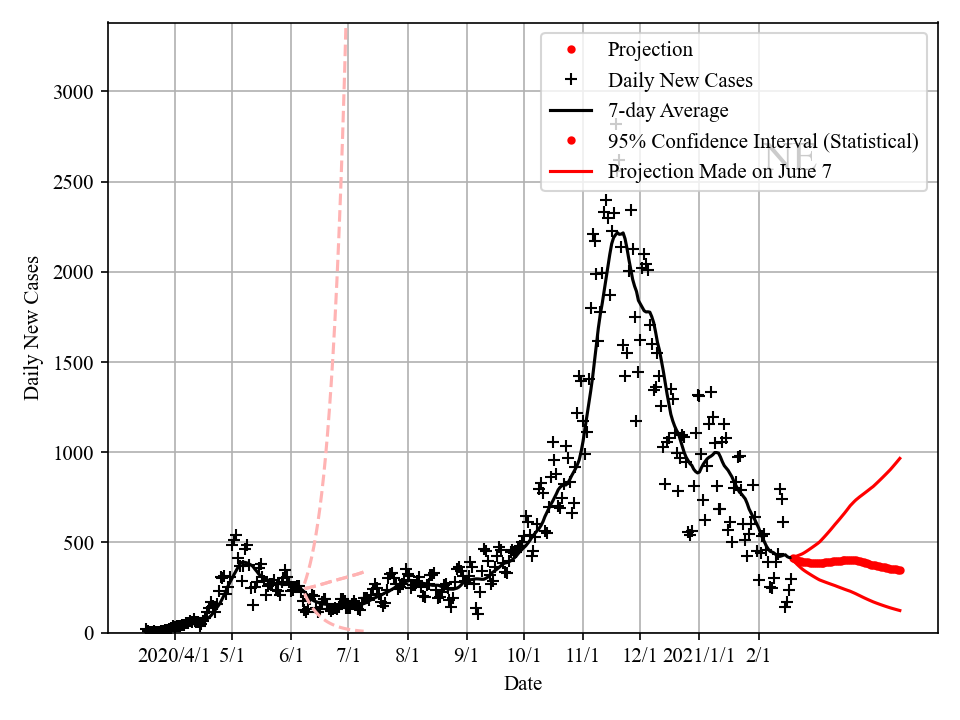 Projection
Daily New Cases
7-day Average
95% Confidence Interval (Statistical)
Projection Made on June 7
NE
3000
2500
2000
1500
1000
500
0
Daily New Cases
2020/4/1 5/1 6/1 7/1 8/1 9/1 10/1 11/1 12/1 2021/1/1 2/1
Date